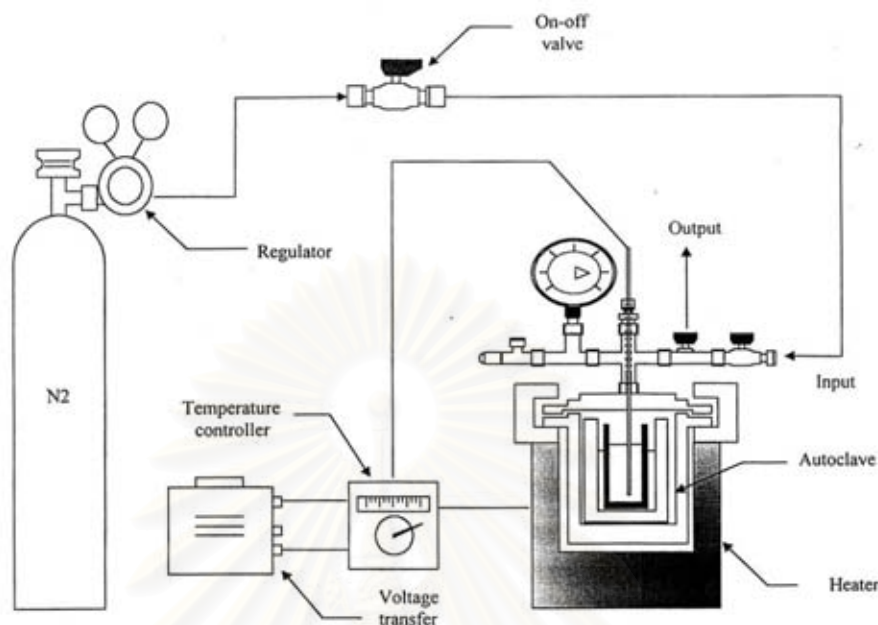 On-off
valve
Output
Regulator
N2
Input
Temperature
controller
Autoclave
Heater
Voltage
transfer